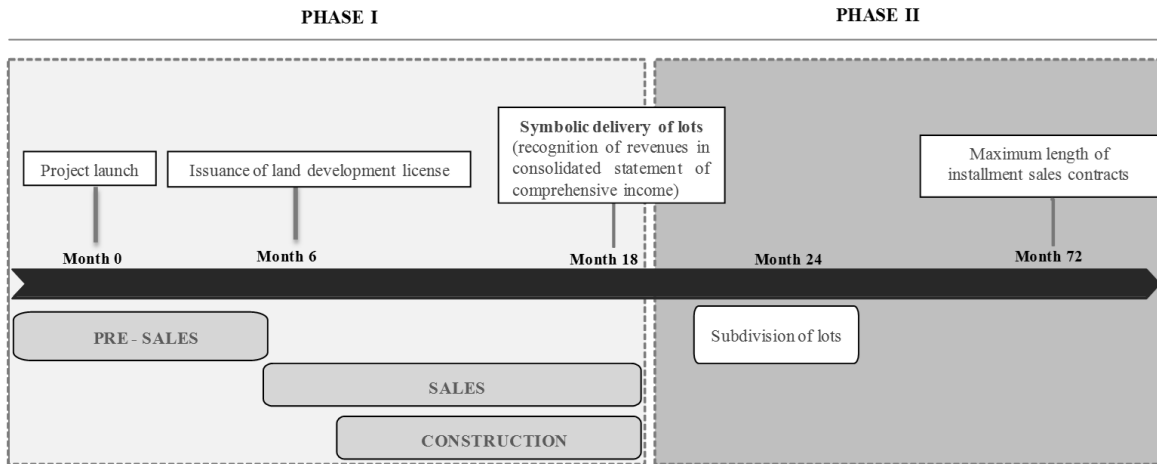 PHASE I
PHASE II
Project launch
Issuance of land development license
Symbolic delivery of lots
(recognition of revenues in
consolidated statement of
comprehensive income)
Maximum length of
installment sales contracts
Month 0
Month 6
Month 18
Month 24
Month 72
PRE - SALES
Subdivision of lots
SALES
CONSTRUCTION